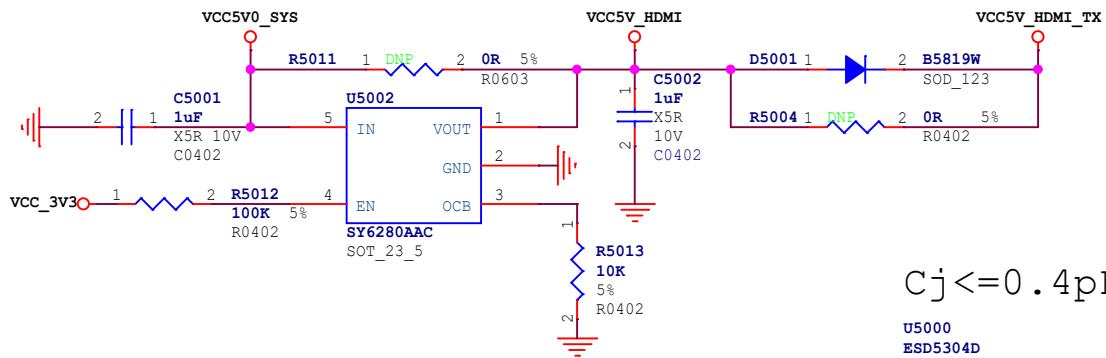 VCC5V0_SYS
VCC5V_HDMI
VCC5V_HDMI_TX
R5011 1 DNP 2 0R 5%
R0603
D5001 1 2 B5819W
SOD_123
C5001
2 1 1uF
X5R 10V
C0402
U5002
5 IN VOUT 1
GND 2
4 EN OCB 3
SY6280AAC
SOT_23_5
C5002
1 1uF
X5R
10V
2 C0402
R5004 1 DNP 2 0R 5%
R0402
VCC_3V3 1 2 R5012
100K 5%
R0402
1 R5013
10K
5%
R0402
2
Cj<=0.4p
U5000
ESD5304D